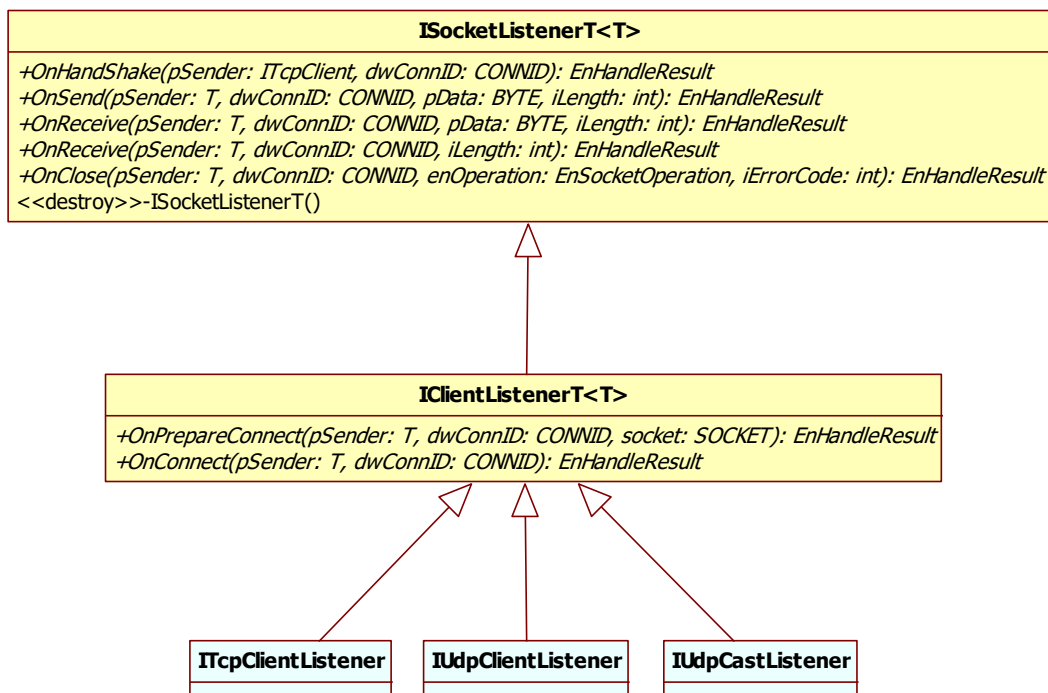 ISocketListenerT<T>
+OnHandShake(pSender: ITcpClient, dwConnID: CONNID): EnHandleResult
+OnSend(pSender: T, dwConnID: CONNID, pData: BYTE, iLength: int): EnHandleResult
+OnReceive(pSender: T, dwConnID: CONNID, pData: BYTE, iLength: int): EnHandleResult
+OnReceive(pSender: T, dwConnID: CONNID, iLength: int): EnHandleResult
+OnClose(pSender: T, dwConnID: CONNID, enOperation: EnSocketOperation, iErrorCode: int): EnHandleResult
<<destroy>>-ISocketListenerT()
IClientListenerT<T>
+OnPrepareConnect(pSender: T, dwConnID: CONNID, socket: SOCKET): EnHandleResult
+OnConnect(pSender: T, dwConnID: CONNID): EnHandleResult
ITcpClientListener
IUdpClientListener
IUdpCastListener